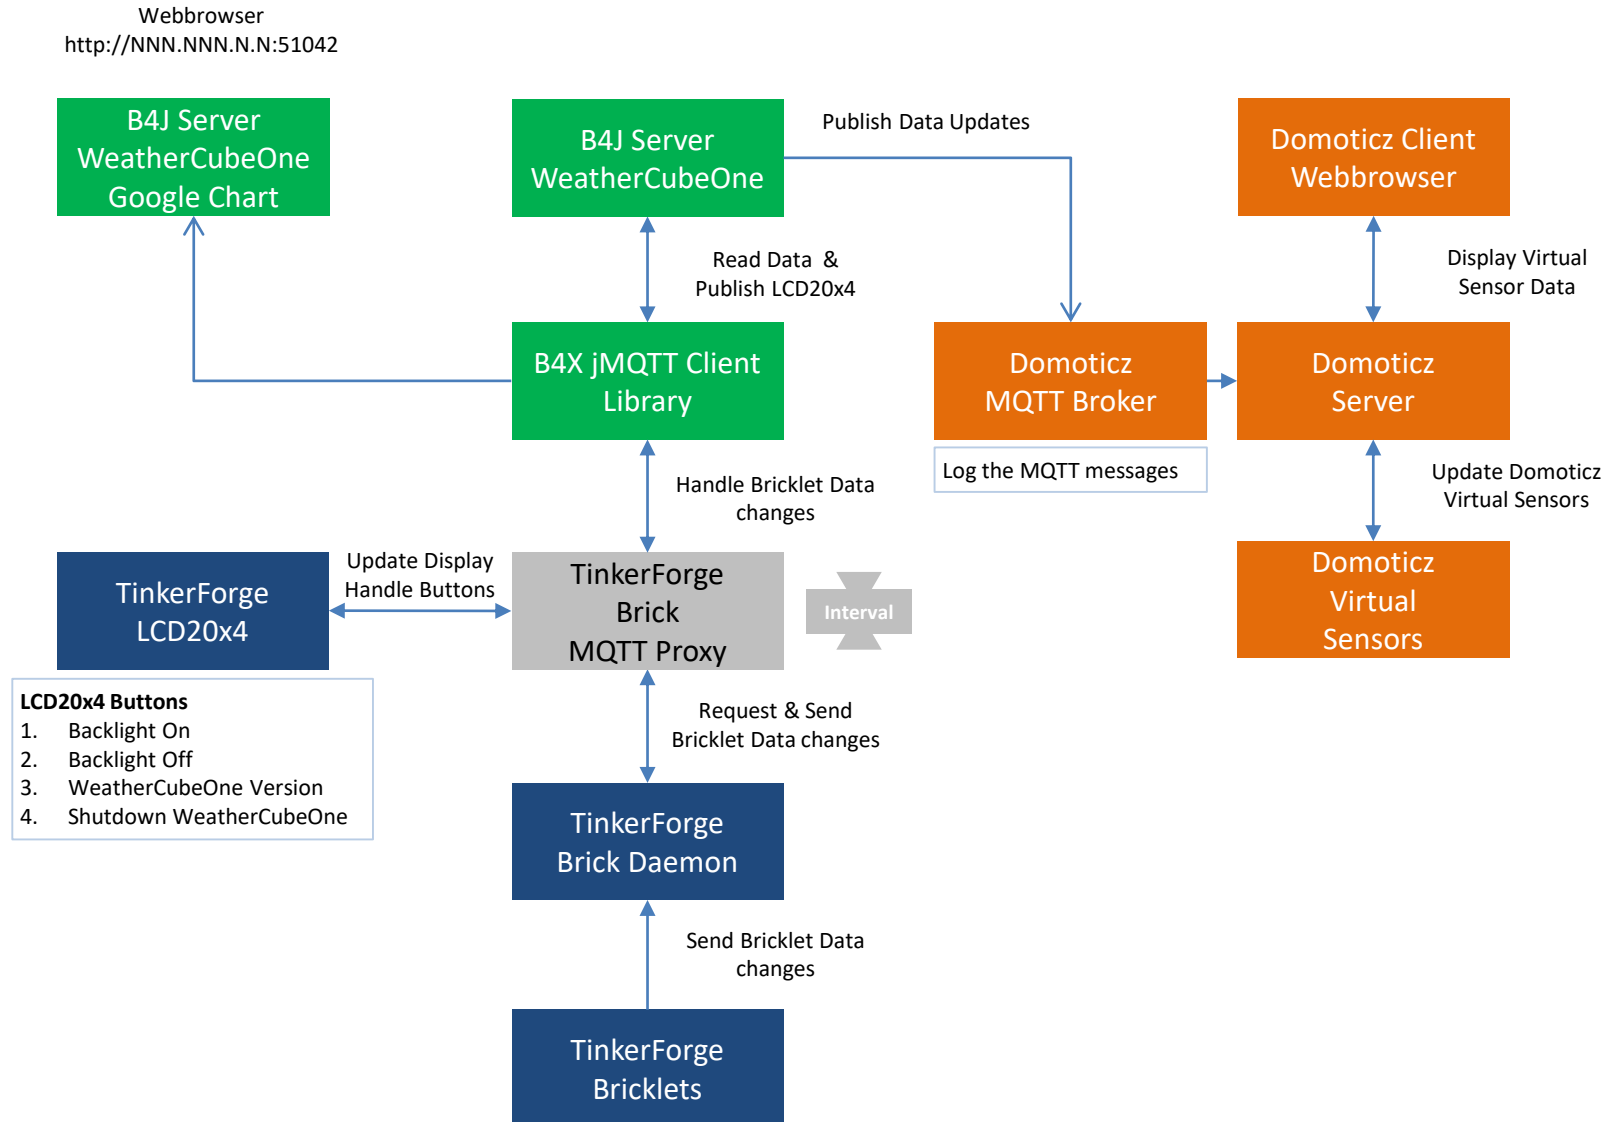 Webbrowser
http://NNN.NNN.N.N:51042
B4J Server
WeatherCubeOne
Google Chart
B4J Server
WeatherCubeOne
Publish Data Updates
Domoticz Client
Webbrowser
Read Data &
Publish LCD20x4
Display Virtual
Sensor Data
B4X jMQTT Client
Library
Domoticz
MQTT Broker
Domoticz
Server
Log the MQTT messages
Handle Bricklet Data
changes
Update Domoticz
Virtual Sensors
TinkerForge
LCD20x4
Update Display
Handle Buttons
TinkerForge
Brick
MQTT Proxy
Interval
Domoticz
Virtual
Sensors
LCD20x4 Buttons
1. Backlight On
2. Backlight Off
3. WeatherCubeOne Version
4. Shutdown WeatherCubeOne
Request & Send
Bricklet Data changes
TinkerForge
Brick Daemon
Send Bricklet Data
changes
TinkerForge
Bricklets